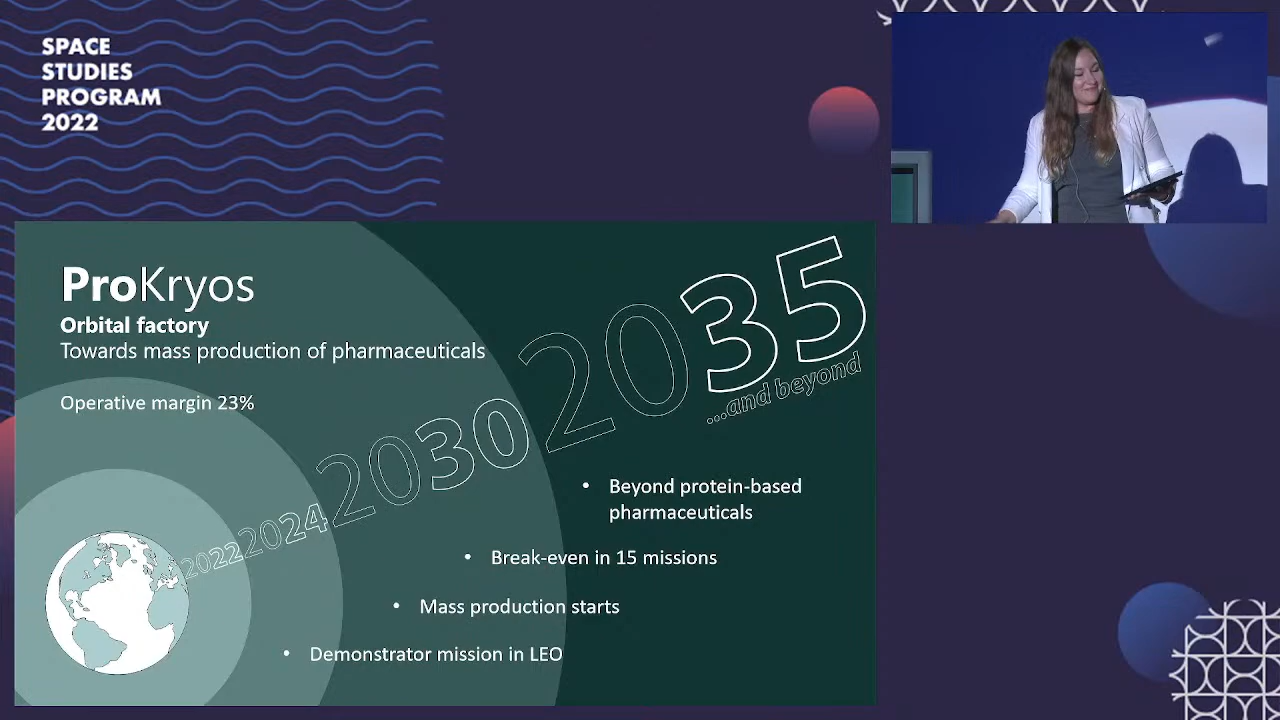 SPACE
STUDIES
PROGRAM
2022
ProKryos
Orbital factory
Towards mass production of pharmaceuticals
Operative margin 23%
2022
2024
2030
2035
...and beyond
• Beyond protein-based
pharmaceuticals
• Break-even in 15 missions
• Mass production starts
• Demonstrator mission in LEO